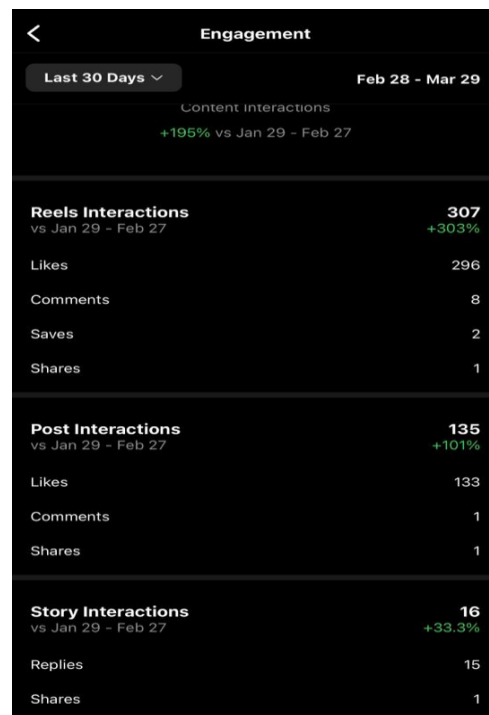 Engagement
Last 30 Days Feb 28 - Mar 29
Content Interactions
+195% vs Jan 29 - Feb 27
Reels Interactions 307
vs Jan 29 - Feb 27 +303%
Likes 296
Comments 8
Saves 2
Shares 1
Post Interactions 135
vs Jan 29 - Feb 27 +101%
Likes 133
Comments 1
Shares 1
Story Interactions 16
vs Jan 29 - Feb 27 +33.3%
Replies 15
Shares 1